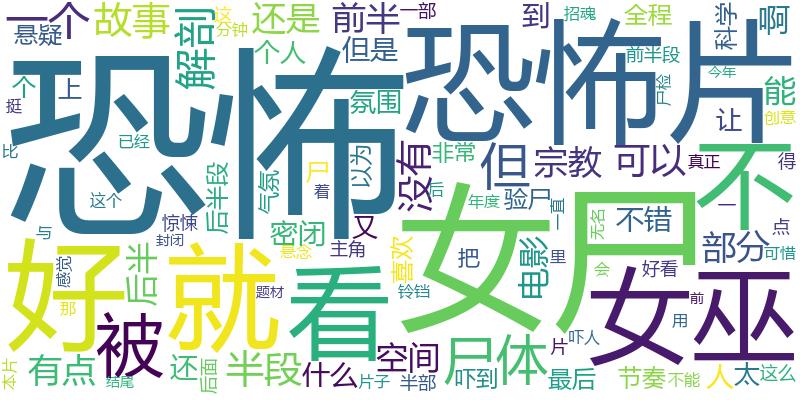 恐怖
恐怖片
女尸
女巫
好
就
看
不
被
一个
故事
解剖
还是
前半
一部
到
招魂
全程
科学
啊
悬疑
这
分钟
个人
但是
前半段
尸检
今年
能
创意
个
上
挺
氛围
让
比
已经
以为
没有
非常
但
宗教
可以
真正
得
后半段
气氛
尸
着
后
年度
验尸
一直
无名
不错
一
点
这个
与
惊悚
封闭
密闭
又
主角
喜欢
电影
里
部分
可惜
悬念
把
会
好看
感觉
那
后半
题材
铃铛
用
前
本片
有点
结尾
还
后面
半段
什么
空间
片子
半部
尸体
吓到
片
吓人
最后
节奏
不能
人
太
这么